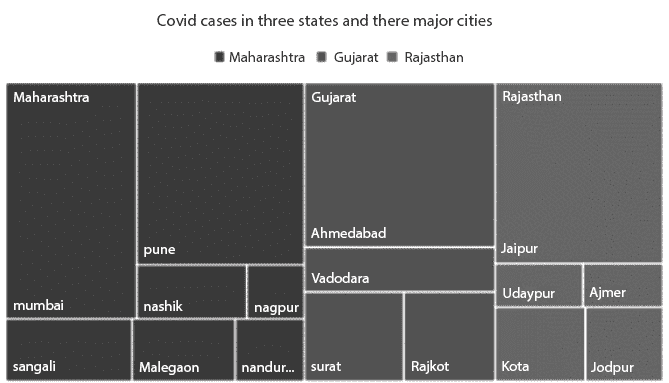 Covid cases in three states and there major cities
Maharashtra Gujarat Rajasthan
Maharashtra
mumbai
pune
nashik
nagpur
sangali
Malegaon
nandur...
Gujarat
Ahmedabad
Vadodara
surat
Rajkot
Rajasthan
Jaipur
Udaypur
Ajmer
Kota
Jodpur